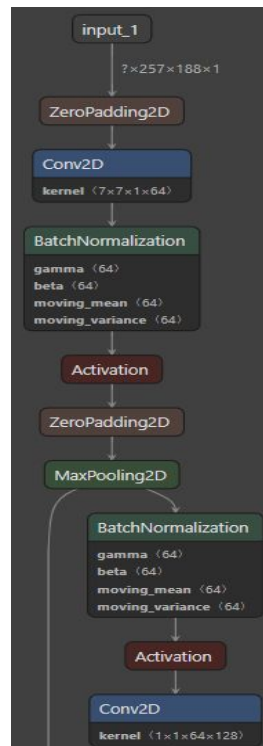 input_1
?×257×188×1
ZeroPadding2D
Conv2D
kernel ⟨7×7×1×64⟩
BatchNormalization
gamma ⟨64⟩
beta ⟨64⟩
moving_mean ⟨64⟩
moving_variance ⟨64⟩
Activation
ZeroPadding2D
MaxPooling2D
BatchNormalization
gamma ⟨64⟩
beta ⟨64⟩
moving_mean ⟨64⟩
moving_variance ⟨64⟩
Activation
Conv2D
kernel ⟨1×1×64×128⟩